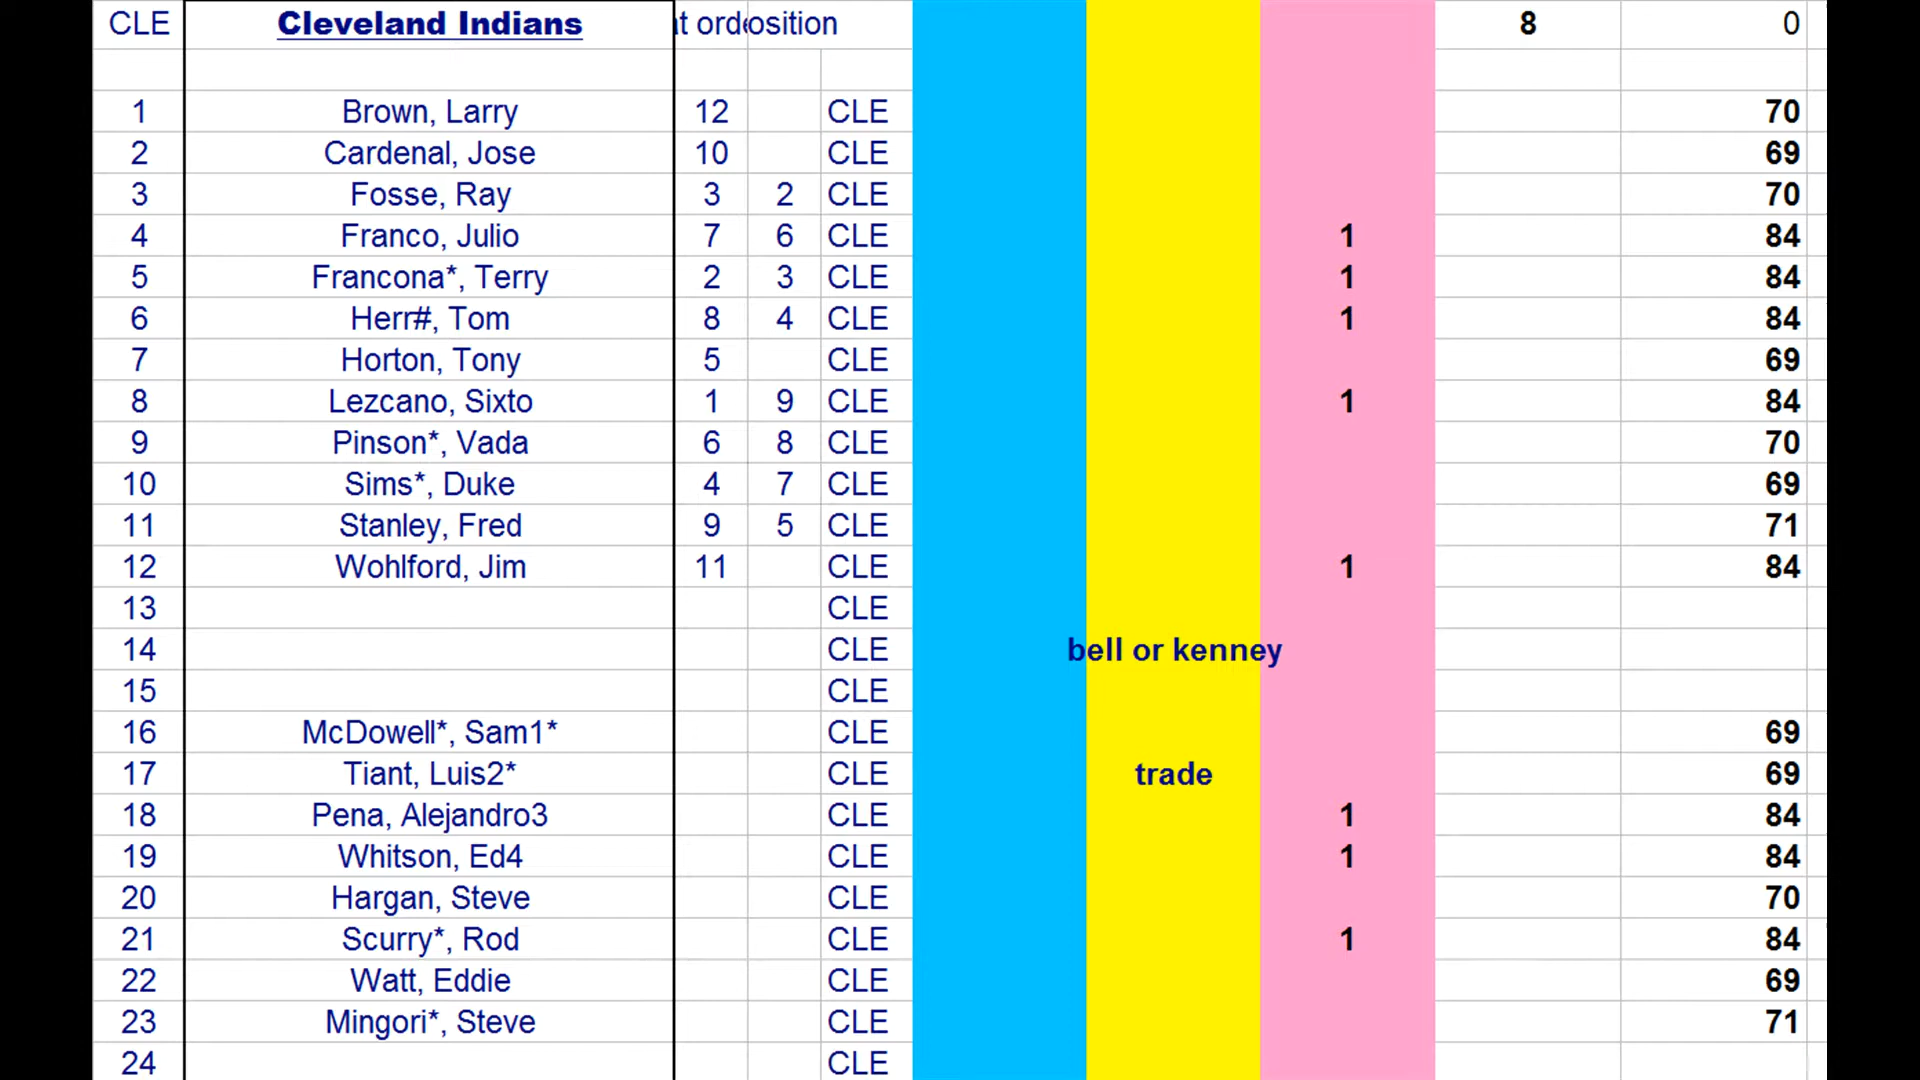 CLE Cleveland Indians at ordeosition 8 0
1 Brown, Larry 12 CLE 70
2 Cardenal, Jose 10 CLE 69
3 Fosse, Ray 3 2 CLE 70
4 Franco, Julio 7 6 CLE 1 84
5 Francona*, Terry 2 3 CLE 1 84
6 Herr#, Tom 8 4 CLE 1 84
7 Horton, Tony 5 CLE 69
8 Lezcano, Sixto 1 9 CLE 1 84
9 Pinson*, Vada 6 8 CLE 70
10 Sims*, Duke 4 7 CLE 69
11 Stanley, Fred 9 5 CLE 71
12 Wohlford, Jim 11 CLE 1 84
13 CLE
14 CLE bell or kenney
15 CLE
16 McDowell*, Sam1* CLE 69
17 Tiant, Luis2* CLE trade 69
18 Pena, Alejandro3 CLE 1 84
19 Whitson, Ed4 CLE 1 84
20 Hargan, Steve CLE 70
21 Scurry*, Rod CLE 1 84
22 Watt, Eddie CLE 69
23 Mingori*, Steve CLE 71
24 CLE